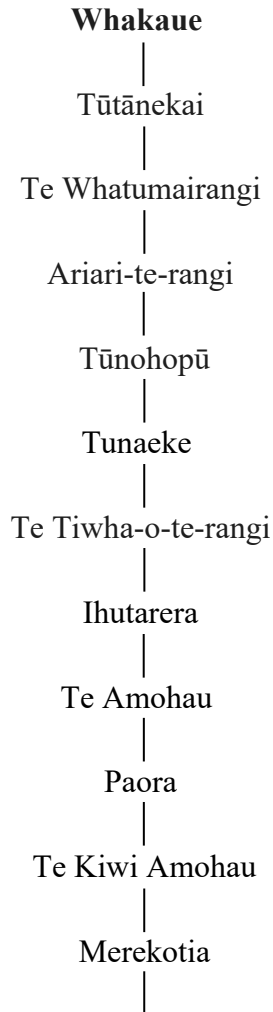 Whakaue
Tūtānekai
Te Whatumairangi
Ariari-te-rangi
Tūnohopū
Tunaeke
Te Tiwha-o-te-rangi
Ihutarera
Te Amohau
Paora
Te Kiwi Amohau
Merekotia